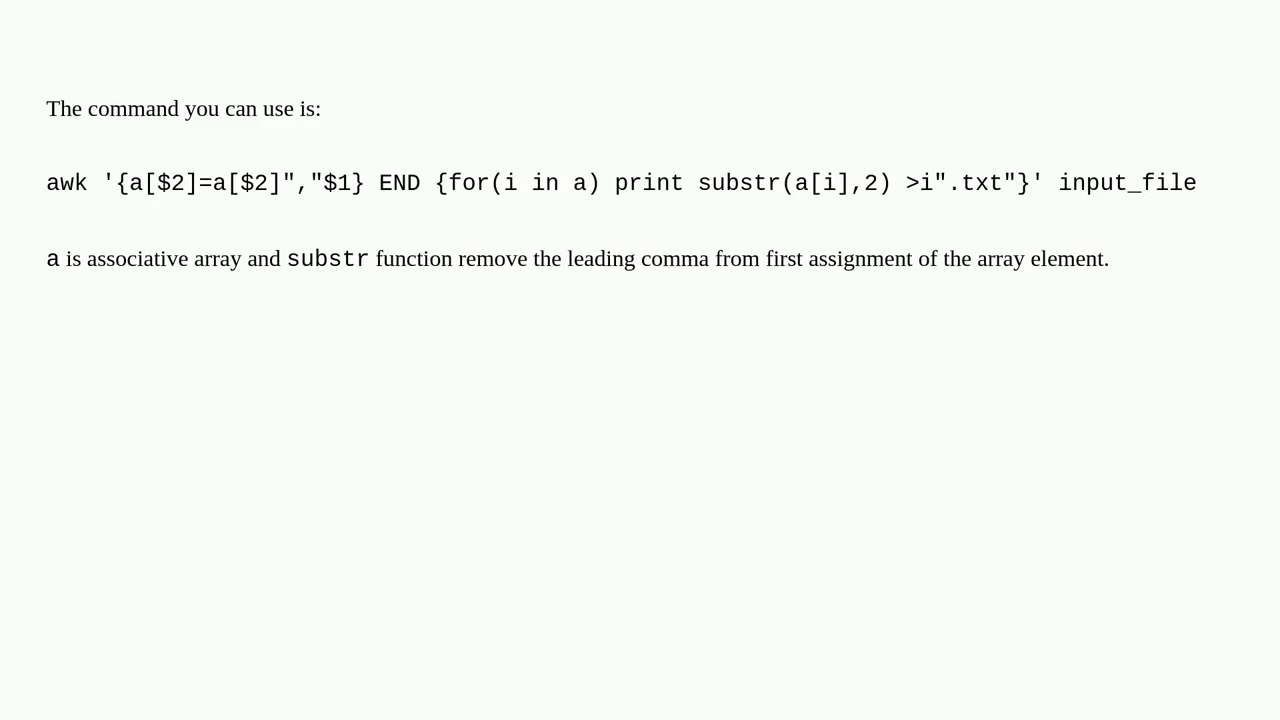 The command you can use is:
awk '{a[$2]=a[$2]","$1} END {for(i in a) print substr(a[i],2) >i".txt"}' input_file
a is associative array and substr function remove the leading comma from first assignment of the array element.